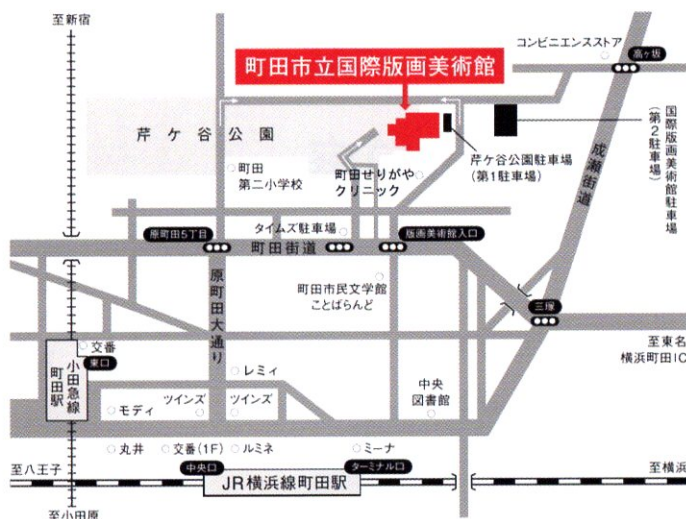 至新宿
コンビニエンスストア
高ヶ坂
町田市立国際版画美術館
芹ケ谷公園
町田
第二小学校
町田せりがや
クリニック
芹ケ谷公園駐車場
(第1駐車場)
国際版画美術館駐車場
(第2駐車場)
成瀬街道
原町田5丁目
タイムズ駐車場
町田街道
版画美術館入口
原町田大通り
町田市民文学館
ことばらんど
三塚
至東名
横浜町田IC
交番
東口
小田急線
町田駅
レミィ
モディ
ツインズ
ツインズ
中央
図書館
丸井
交番(1F)
ルミネ
ミーナ
至八王子
中央口
ターミナル口
至横浜
JR横浜線町田駅
至小田原